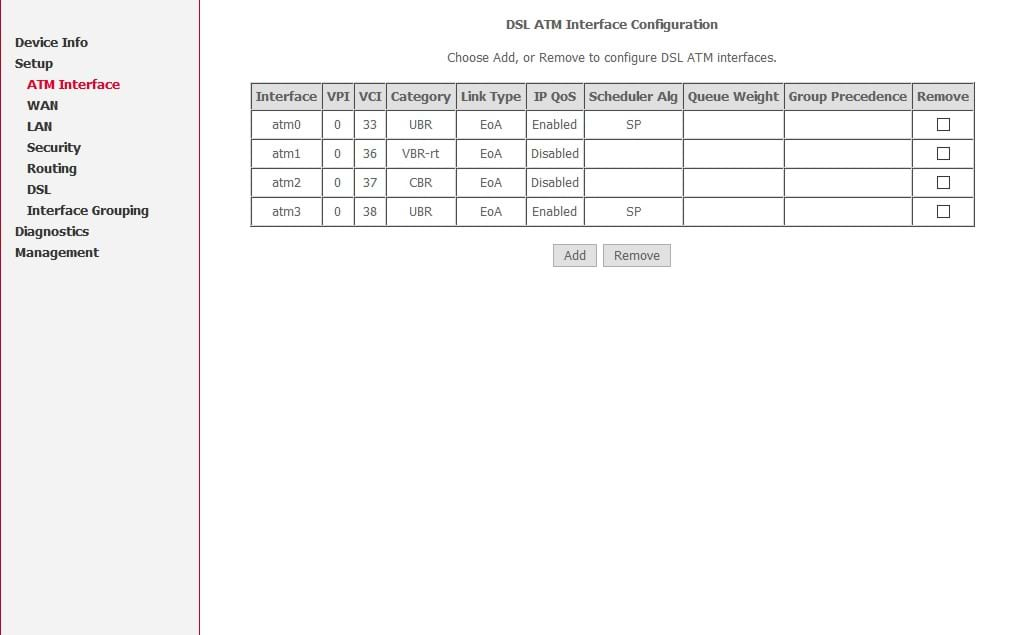 Device Info
Setup
ATM Interface
WAN
LAN
Security
Routing
DSL
Interface Grouping
Diagnostics
Management
DSL ATM Interface Configuration
Choose Add, or Remove to configure DSL ATM interfaces.
Interface VPI VCI Category Link Type IP QoS Scheduler Alg Queue Weight Group Precedence Remove
atm0 0 33 UBR EoA Enabled SP
atm1 0 36 VBR-rt EoA Disabled
atm2 0 37 CBR EoA Disabled
atm3 0 38 UBR EoA Enabled SP
Add Remove